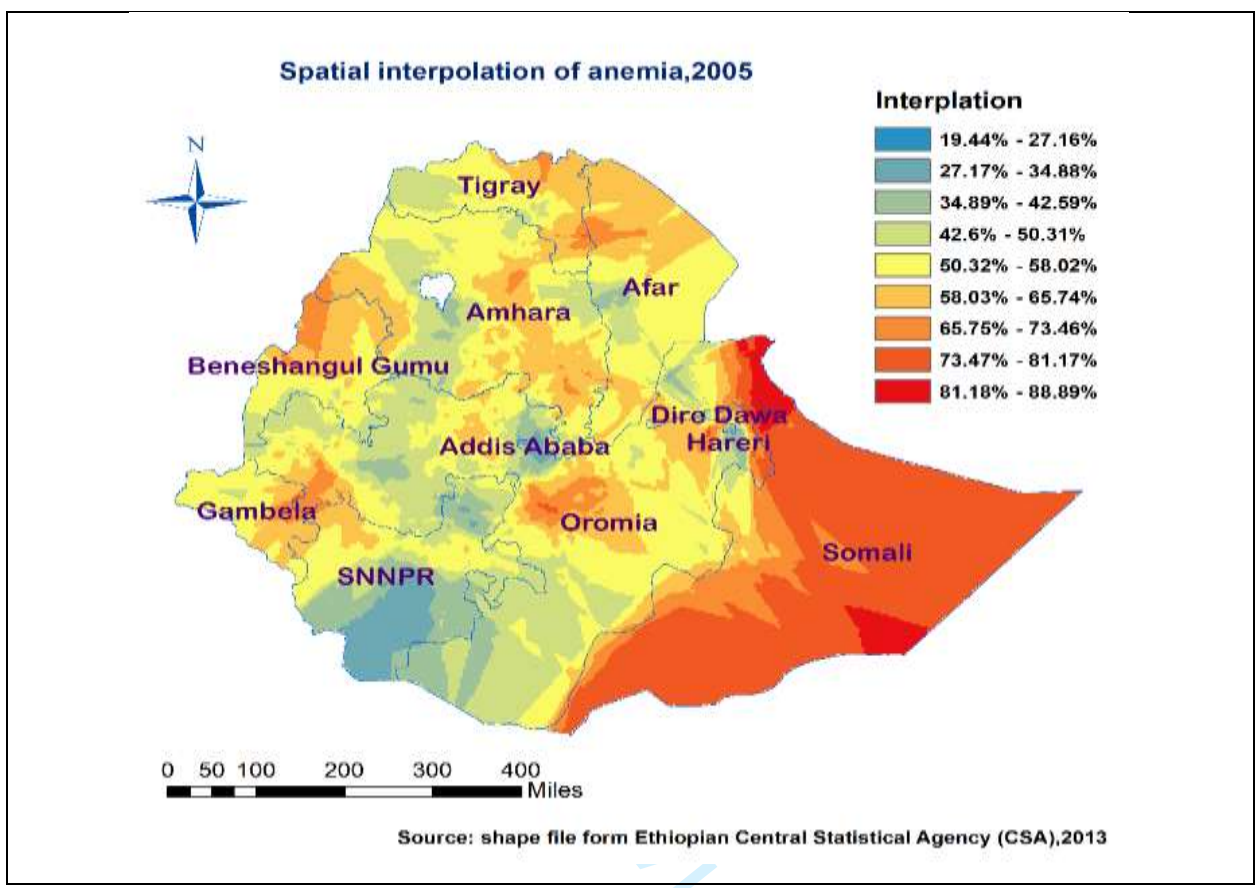 Spatial interpolation of anemia,2005
Interplation
19.44% - 27.16%
27.17% - 34.88%
34.89% - 42.59%
42.6% - 50.31%
50.32% - 58.02%
58.03% - 65.74%
65.75% - 73.46%
73.47% - 81.17%
81.18% - 88.89%
N
Tigray
Afar
Amhara
Beneshangul Gumu
Dire Dawa
Hareri
Addis Ababa
Gambela
Oromia
Somali
SNNPR
0 50 100 200 300 400
Miles
Source: shape file form Ethiopian Central Statistical Agency (CSA),2013